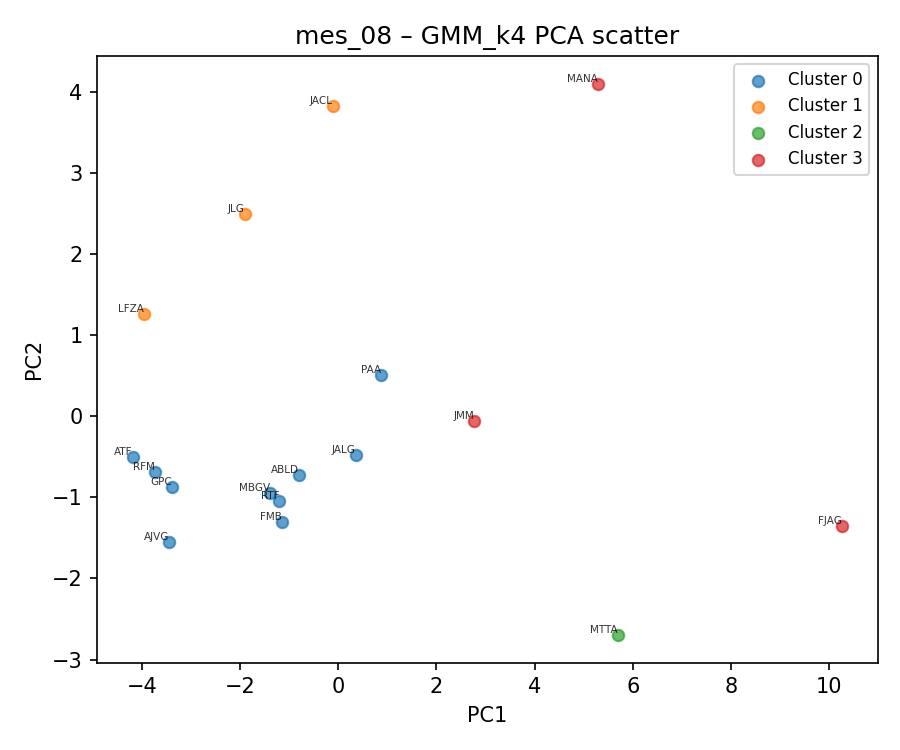 mes_08 – GMM_k4 PCA scatter
MANA
Cluster 0
Cluster 1
Cluster 2
Cluster 3
JACL
JLG
LFZA
PAA
JMM
JALG
ATF
RFM
GPC
ABLD
MBGV
RTF
FMB
AJVG
FJAG
MTTA
4
3
2
1
0
−1
−2
−3
PC2
−4 −2 0 2 4 6 8 10
PC1